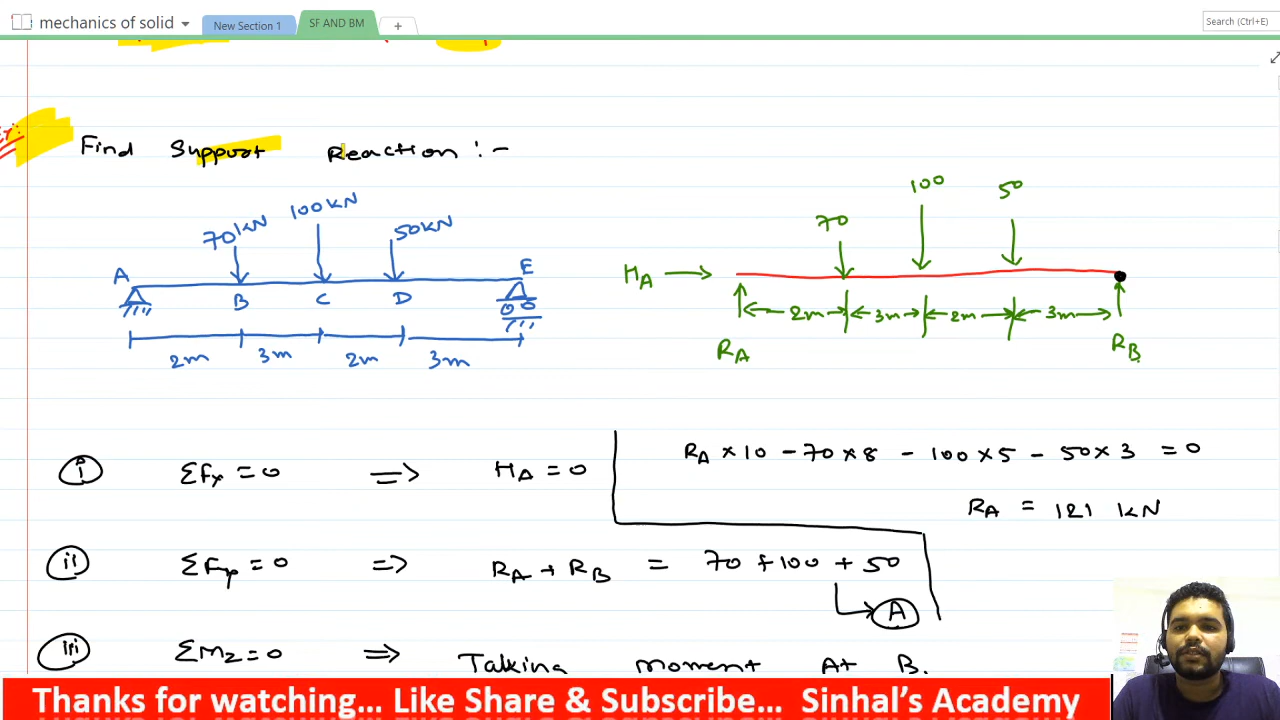 mechanics of solid
New Section 1
SF AND BM
+
Search (Ctrl+E)
Find Support Reaction :-
70kN 100kN 50kN
A E
B C D
2m 3m 2m 3m
70 100 50
HA
2m 3m 2m 3m
RA RB
i ΣFx = 0 ⇒ HA = 0
RA × 10 - 70 × 8 - 100 × 5 - 50 × 3 = 0
RA = 121 kN
ii ΣFy = 0 ⇒ RA + RB = 70 + 100 + 50
A
iii ΣMz = 0 ⇒ Talking moment At B.
Thanks for watching... Like Share & Subscribe... Sinhal's Academy